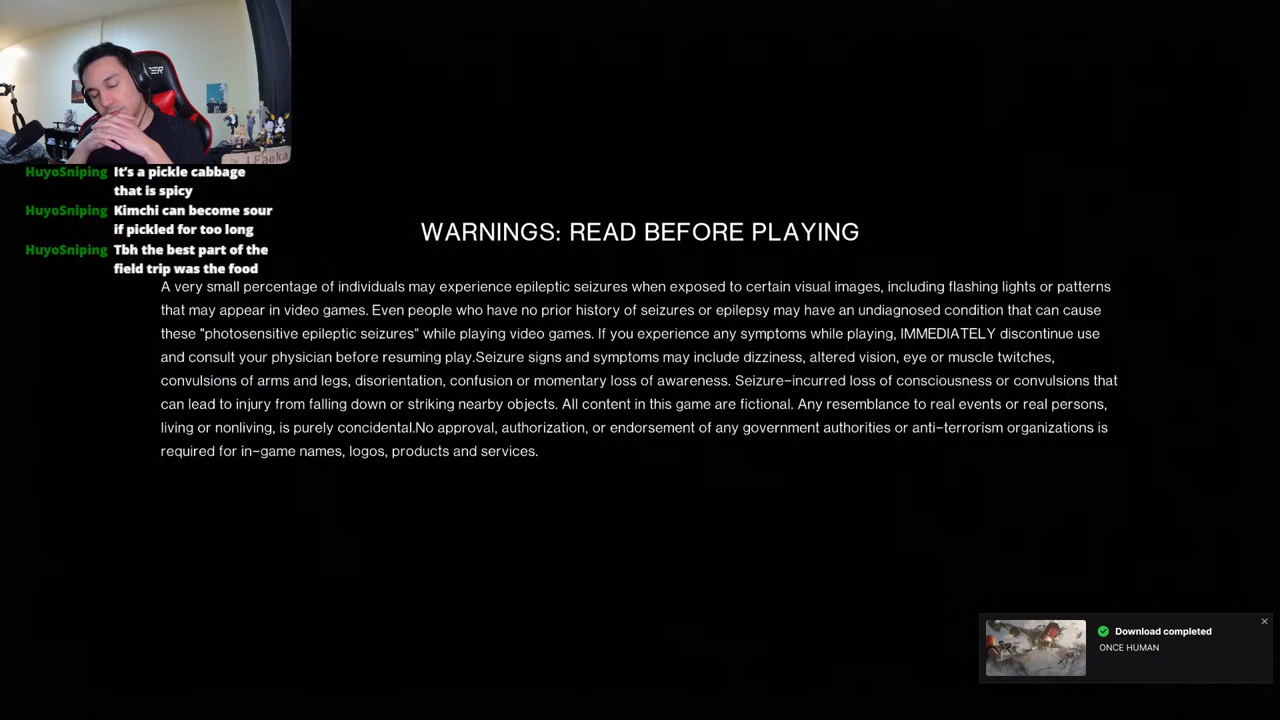 HuyoSniping It's a pickle cabbage
that is spicy
HuyoSniping Kimchi can become sour
if pickled for too long
HuyoSniping Tbh the best part of the
field trip was the food
WARNINGS: READ BEFORE PLAYING
A very small percentage of individuals may experience epileptic seizures when exposed to certain visual images, including flashing lights or patterns
that may appear in video games. Even people who have no prior history of seizures or epilepsy may have an undiagnosed condition that can cause
these "photosensitive epileptic seizures" while playing video games. If you experience any symptoms while playing, IMMEDIATELY discontinue use
and consult your physician before resuming play.Seizure signs and symptoms may include dizziness, altered vision, eye or muscle twitches,
convulsions of arms and legs, disorientation, confusion or momentary loss of awareness. Seizure-incurred loss of consciousness or convulsions that
can lead to injury from falling down or striking nearby objects. All content in this game are fictional. Any resemblance to real events or real persons,
living or nonliving, is purely concidental.No approval, authorization, or endorsement of any government authorities or anti-terrorism organizations is
required for in-game names, logos, products and services.
Download completed
ONCE HUMAN